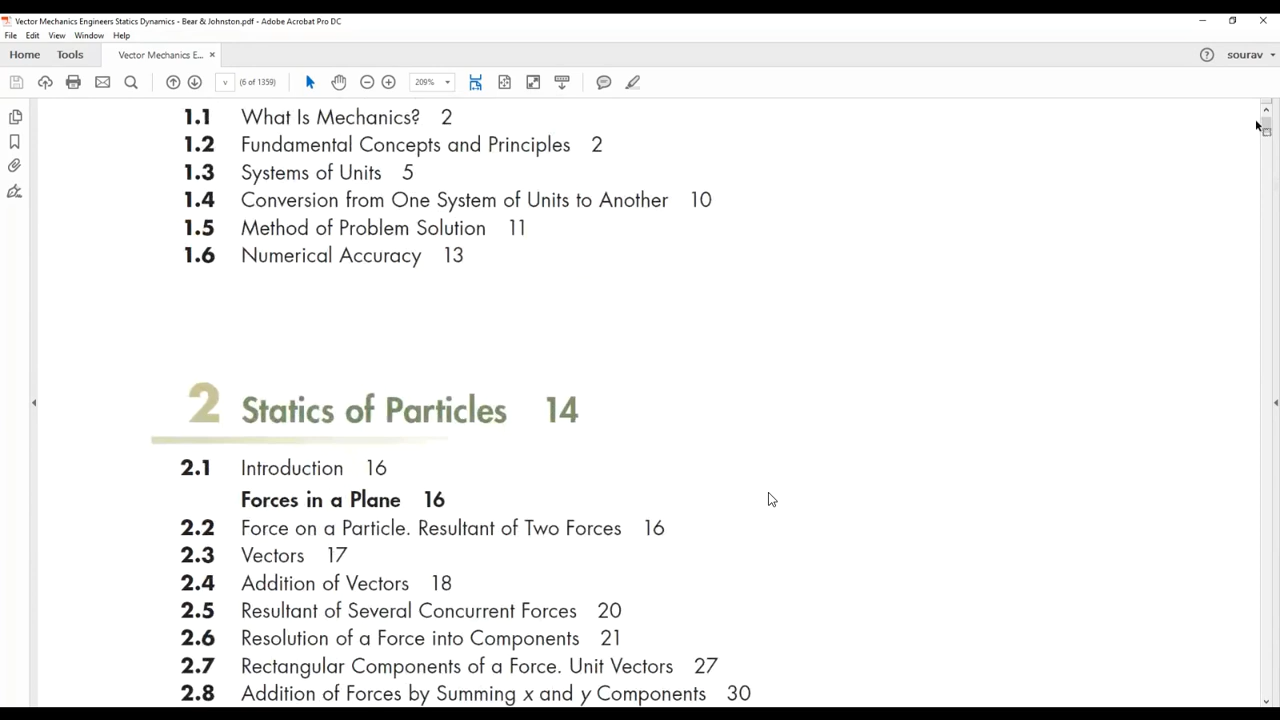 Vector Mechanics Engineers Statics Dynamics - Bear & Johnston.pdf - Adobe Acrobat Pro DC
File Edit View Window Help
Home Tools Vector Mechanics E... × sourav
v (6 of 1359) 209%
1.1 What Is Mechanics? 2
1.2 Fundamental Concepts and Principles 2
1.3 Systems of Units 5
1.4 Conversion from One System of Units to Another 10
1.5 Method of Problem Solution 11
1.6 Numerical Accuracy 13
2 Statics of Particles 14
2.1 Introduction 16
Forces in a Plane 16
2.2 Force on a Particle. Resultant of Two Forces 16
2.3 Vectors 17
2.4 Addition of Vectors 18
2.5 Resultant of Several Concurrent Forces 20
2.6 Resolution of a Force into Components 21
2.7 Rectangular Components of a Force. Unit Vectors 27
2.8 Addition of Forces by Summing x and y Components 30